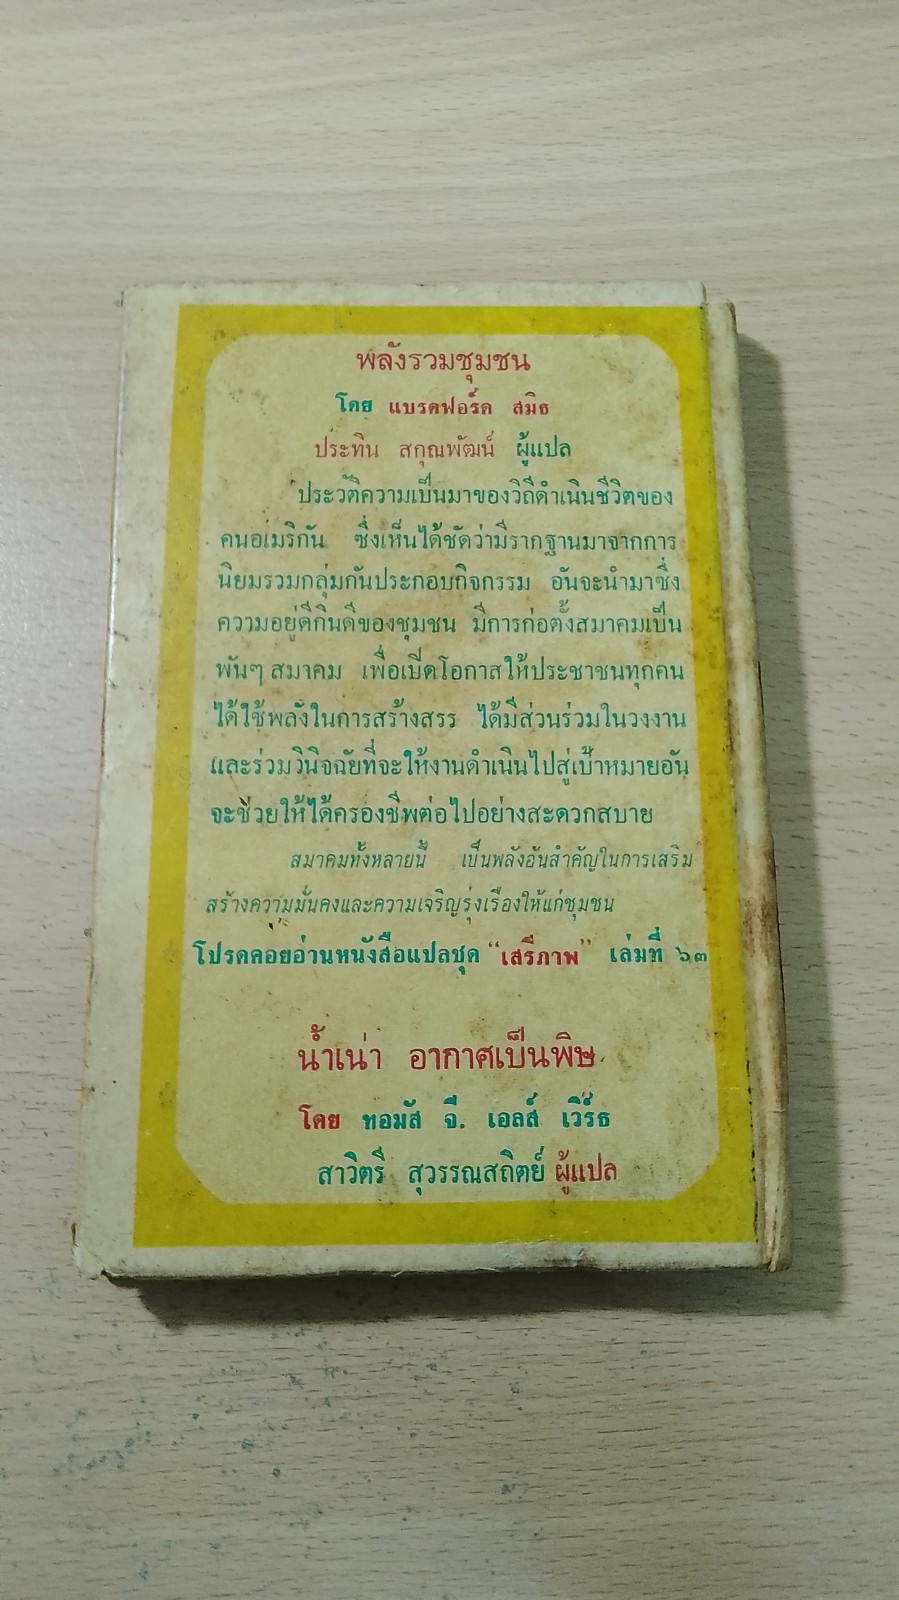 พลังรวมชุมชน
โดย แบรดฟอร์ด สมิธ
ประทิน สกุณพัฒน์ ผู้แปล
ประวัติความเป็นมาของวิถีดำเนินชีวิตของ
คนอเมริกัน ซึ่งเห็นได้ชัดว่ามีรากฐานมาจากการ
นิยมรวมกลุ่มกันประกอบกิจกรรม อันจะนำมาซึ่ง
ความอยู่ดีกินดีของชุมชน มีการก่อตั้งสมาคมเป็น
พันๆ สมาคม เพื่อเปิดโอกาสให้ประชาชนทุกคน
ได้ใช้พลังในการสร้างสรร ได้มีส่วนร่วมในวงงาน
และร่วมวินิจฉัยที่จะให้งานดำเนินไปสู่เป้าหมายอัน
จะช่วยให้ได้ครองชีพต่อไปอย่างสะดวกสบาย
สมาคมทั้งหลายนี้ เป็นพลังอันสำคัญในการเสริม
สร้างความมั่นคงและความเจริญรุ่งเรืองให้แก่ชุมชน
โปรดคอยอ่านหนังสือแปลชุด "เสรีภาพ" เล่มที่ ๖๓
น้ำเน่า อากาศเป็นพิษ
โดย ทอมัส จี. เอลส์ เวิร์ธ
สาวิตรี สุวรรณสถิตย์ ผู้แปล